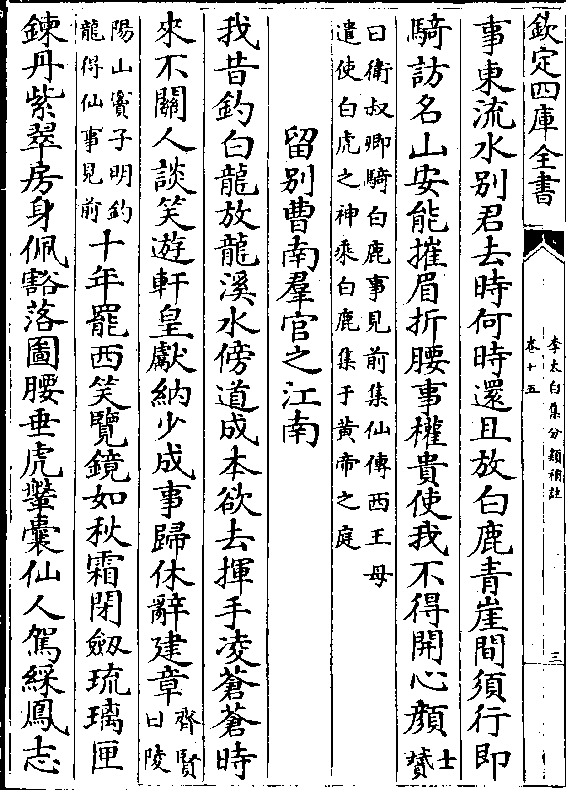 欽定四庫全書
李太白集分類補註
卷十五
三
事東流水別君去時何時還且放白鹿青崖間須行即
騎訪名山安能摧眉折腰事權貴使我不得開心顏士贇
曰衛叔卿騎白鹿事見前集仙傳西王母
遣使白虎之神乘白鹿集于黄帝之庭
留別曹南羣官之江南
我昔釣白龍放龍溪水傍道成本欲去揮手凌蒼蒼時
來不關人談笑遊軒皇獻納少成事歸休辭建章齊賢曰陵
陽山竇子明釣
龍得仙事見前
十年罷西笑覽鏡如秋霜閉劔琉璃匣
鍊丹紫翠房身佩豁落圖腰垂虎鞶囊仙人駕綵鳳志